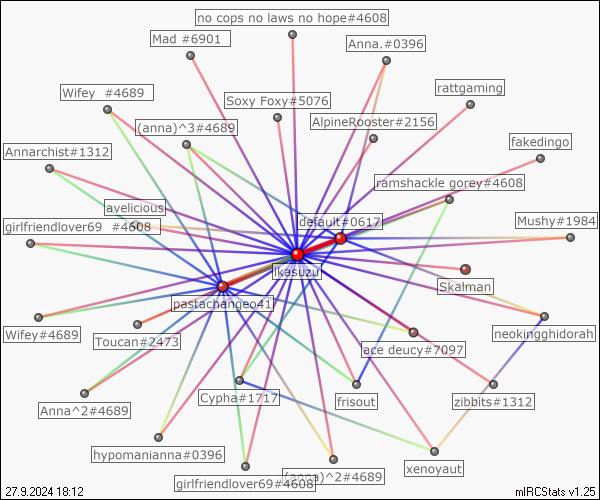 no cops no laws no hope#4608
Mad #6901
Anna.#0396
rattgaming
Wifey  #4689
Soxy Foxy#5076
AlpineRooster#2156
(anna)^3#4689
fakedingo
Annarchist#1312
ramshackle gorey#4608
avelicious
default#0617
Mushy#1984
girlfriendlover69  #4608
ikasuzu
Skalman
pastachangeo41
Wifey#4689
Toucan#2473
neokingghidorah
ace deucy#7097
Cypha#1717
frisout
zibbits#1312
Anna^2#4689
hypomanianna#0396
xenoyaut
(anna)^2#4689
girlfriendlover69#4608
27.9.2024 18:12
mIRCStats v1.25